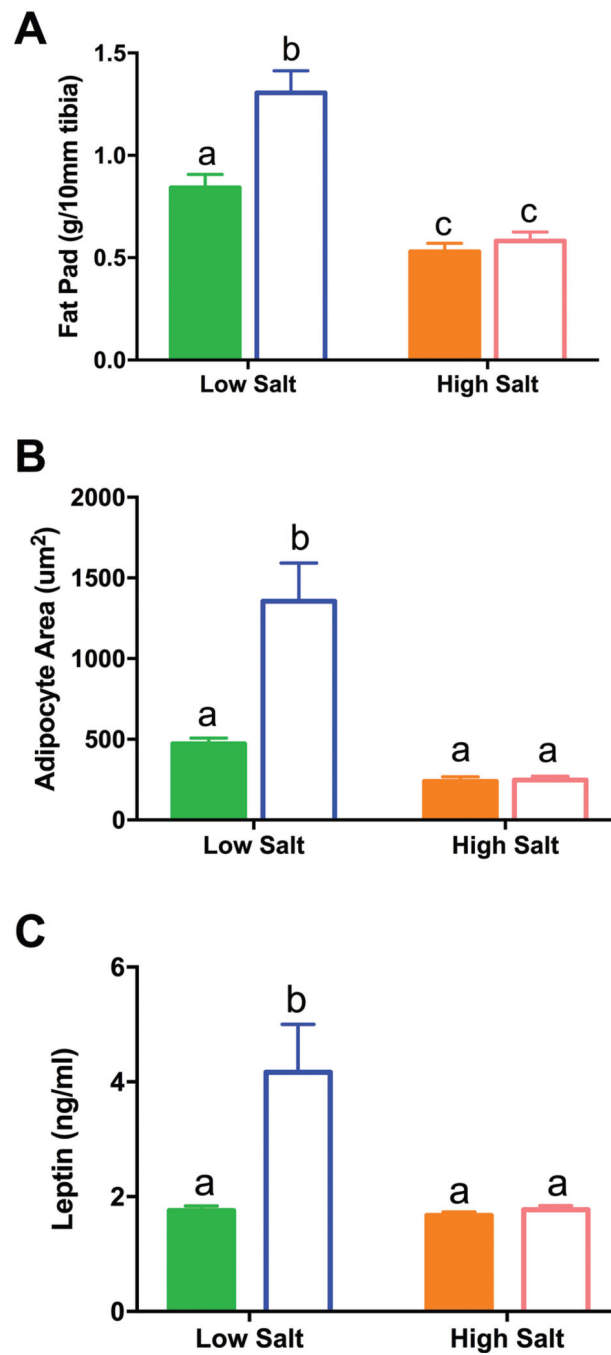 A
Fat Pad (g/10mm tibia)
1.5
1.0
0.5
0.0
a
b
c
c
Low Salt
High Salt
B
Adipocyte Area (um²)
2000
1500
1000
500
0
a
b
a
a
Low Salt
High Salt
C
Leptin (ng/ml)
6
4
2
0
a
b
a
a
Low Salt
High Salt